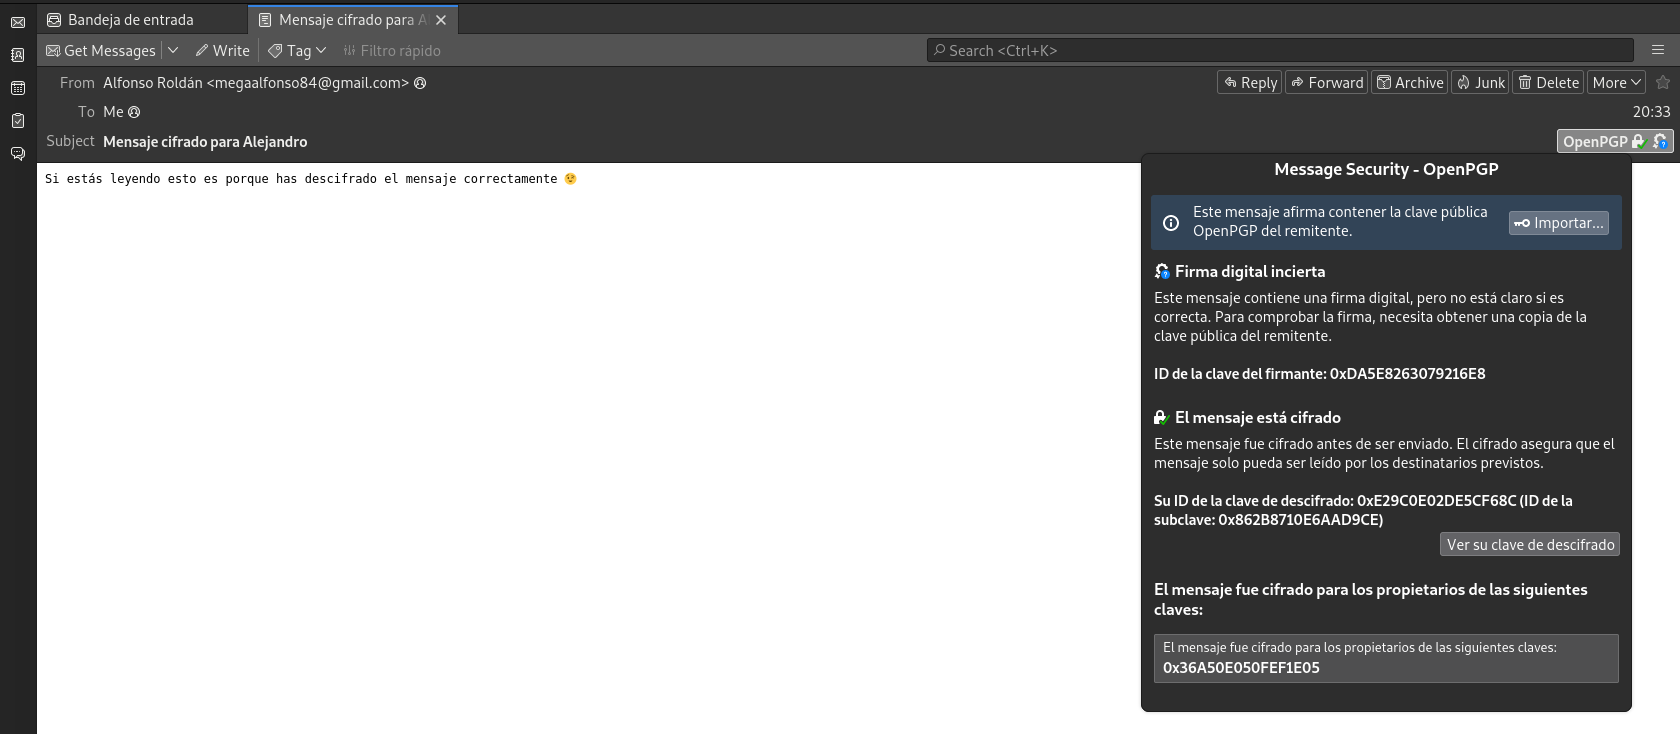 Bandeja de entrada
Mensaje cifrado para A
Get Messages
Write
Tag
Filtro rápido
Search <Ctrl+K>
From Alfonso Roldán <megaalfonso84@gmail.com>
Reply
Forward
Archive
Junk
Delete
More
To Me
20:33
Subject Mensaje cifrado para Alejandro
OpenPGP
Si estás leyendo esto es porque has descifrado el mensaje correctamente 😉
Message Security - OpenPGP
Este mensaje afirma contener la clave pública
OpenPGP del remitente.
Importar...
Firma digital incierta
Este mensaje contiene una firma digital, pero no está claro si es
correcta. Para comprobar la firma, necesita obtener una copia de la
clave pública del remitente.
ID de la clave del firmante: 0xDA5E8263079216E8
El mensaje está cifrado
Este mensaje fue cifrado antes de ser enviado. El cifrado asegura que el
mensaje solo pueda ser leído por los destinatarios previstos.
Su ID de la clave de descifrado: 0xE29C0E02DE5CF68C (ID de la
subclave: 0x862B8710E6AAD9CE)
Ver su clave de descifrado
El mensaje fue cifrado para los propietarios de las siguientes
claves:
El mensaje fue cifrado para los propietarios de las siguientes claves:
0x36A50E050FEF1E05